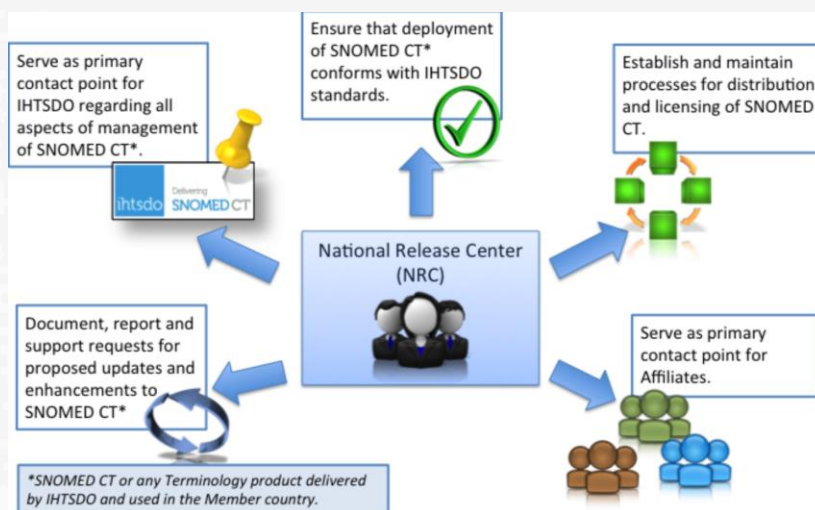 Serve as primary
contact point for
IHTSDO regarding all
aspects of management
of SNOMED CT*.
ihtsdo
Delivering
SNOMED CT
Ensure that deployment
of SNOMED CT*
conforms with IHTSDO
standards.
Establish and maintain
processes for distribution
and licensing of SNOMED
CT.
National Release Center
(NRC)
Document, report and
support requests for
proposed updates and
enhancements to
SNOMED CT*
Serve as primary
contact point for
Affiliates.
*SNOMED CT or any Terminology product delivered
by IHTSDO and used in the Member country.